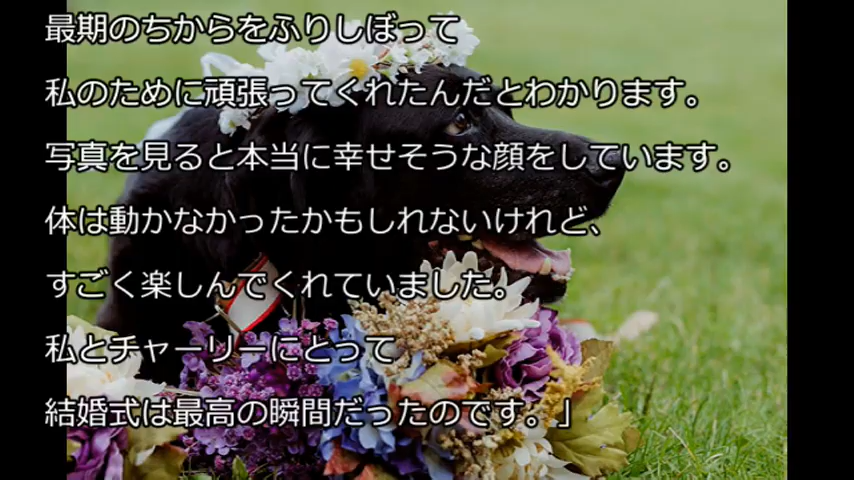 最期のちからをふりしぼって
私のために頑張ってくれたんだとわかります。
写真を見ると本当に幸せそうな顔をしています。
体は動かなかったかもしれないけれど、
すごく楽しんでくれていました。
私とチャーリーにとって
結婚式は最高の瞬間だったのです。」